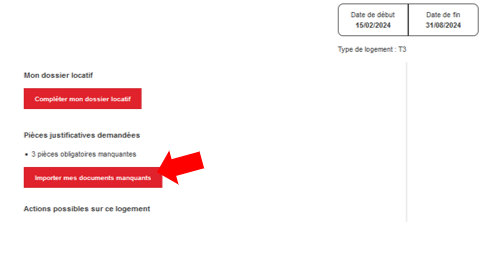 Date de début
15/02/2024
Date de fin
31/08/2024
Type de logement : T3
Mon dossier locatif
Compléter mon dossier locatif
Pièces justificatives demandées
• 3 pièces obligatoires manquantes
Importer mes documents manquants
Actions possibles sur ce logement